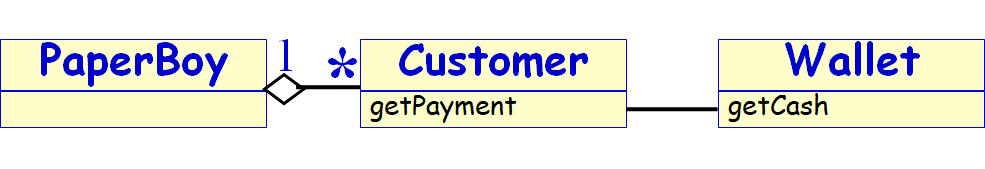 PaperBoy
1
*
Customer
getPayment
Wallet
getCash